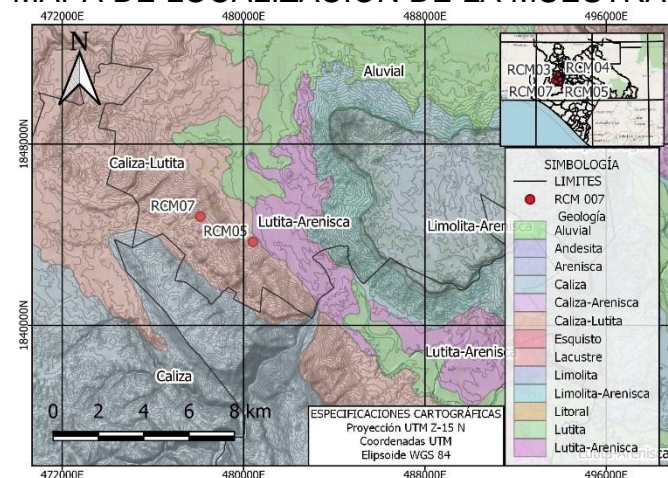 MAPA DE LOCALIZACIÓN DE LA MUESTRA
472000E 480000E 488000E 496000E
N
Aluvial
RCM03 RCM04
RCM07 RCM05
1848000N
Caliza-Lutita
RCM07
RCM05
Lutita-Arenisca
Limolita-Aren
1840000N
Lutita-Arenisca
Caliza
0 2 4 6 8 km
ESPECIFICACIONES CARTOGRÁFICAS
Proyección UTM Z-15 N
Coordenadas UTM
Elipsoide WGS 84
SIMBOLOGÍA
LIMITES
RCM 007
Geología
Aluvial
Andesita
Arenisca
Caliza
Caliza-Arenisca
Caliza-Lutita
Esquisto
Lacustre
Limolita
Limolita-Arenisca
Litoral
Lutita
Lutita-Arenisca
472000E 480000E 488000E 496000E